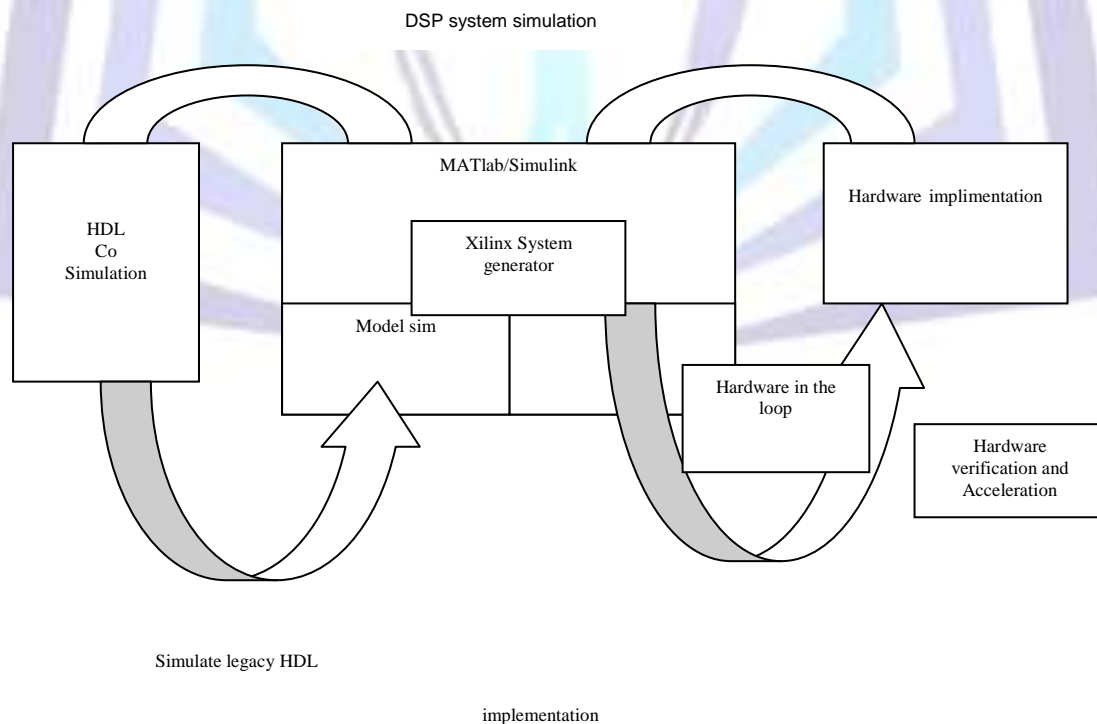 DSP system simulation
MATlab/Simulink
Hardware implimentation
HDL
Co
Simulation
Xilinx System
generator
Model sim
Hardware in the
loop
Hardware
verification and
Acceleration
Simulate legacy HDL
implementation